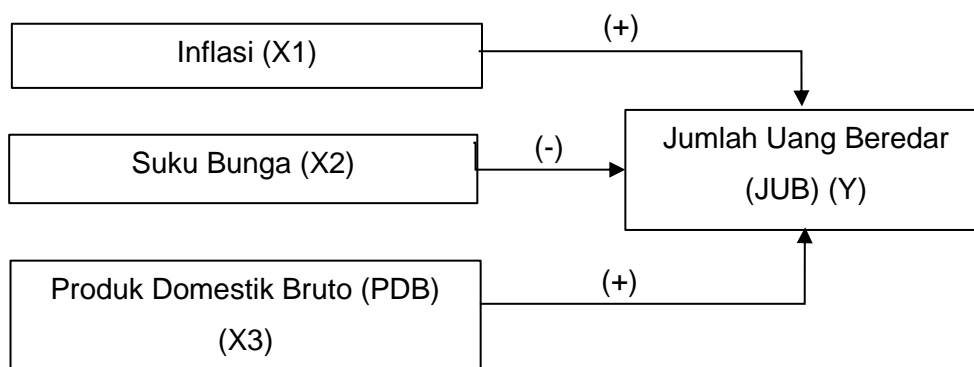 Inflasi (X1)
(+)
Suku Bunga (X2)
(-)
Jumlah Uang Beredar
(JUB) (Y)
Produk Domestik Bruto (PDB)
(X3)
(+)